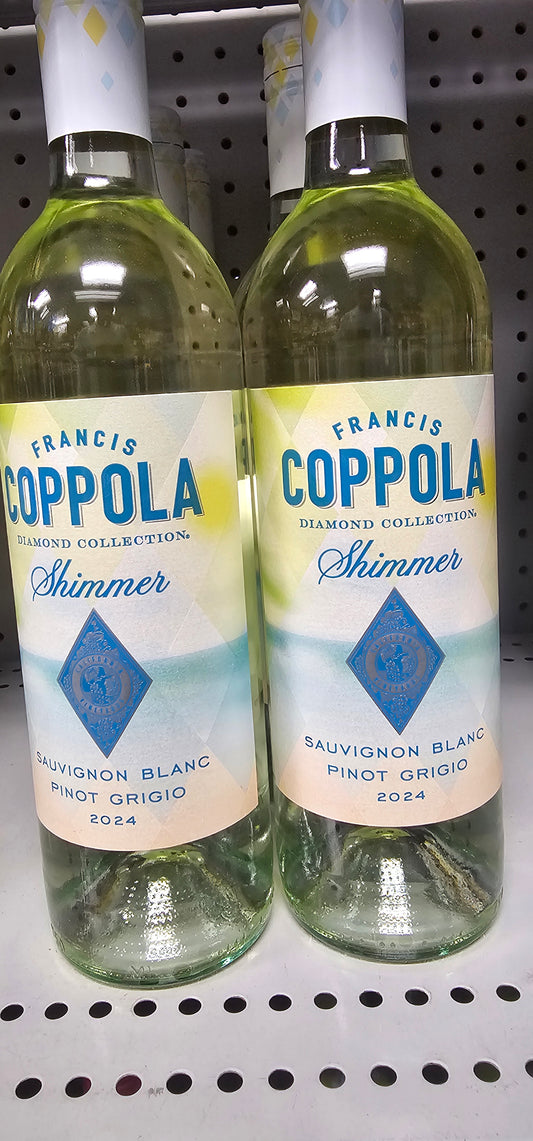 FRANCIS
COPPOLA
DIAMOND COLLECTION®
Shimmer
SAUVIGNON BLANC
PINOT GRIGIO
2024
FRANCIS
COPPOLA
DIAMOND COLLECTION®
Shimmer
SAUVIGNON BLANC
PINOT GRIGIO
2024